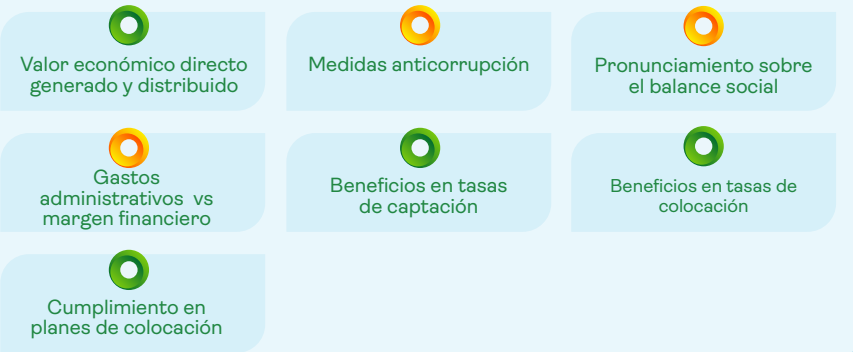 Valor económico directo
generado y distribuido
Medidas anticorrupción
Pronunciamiento sobre
el balance social
Gastos
administrativos vs
margen financiero
Beneficios en tasas
de captación
Beneficios en tasas de
colocación
Cumplimiento en
planes de colocación